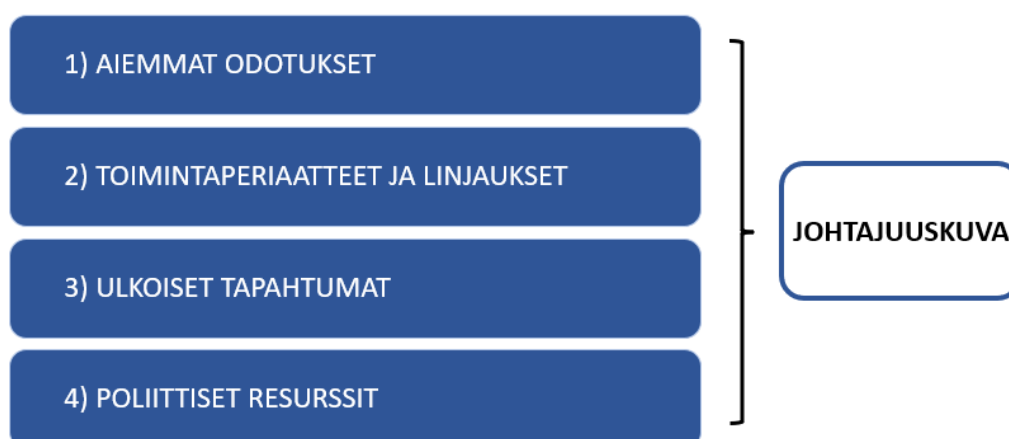 1) AIEMMAT ODOTUKSET
2) TOIMINTAPERIAATTEET JA LINJAUKSET
3) ULKOISET TAPAHTUMAT
4) POLIITTISET RESURSSIT
JOHTAJUUSKUVA